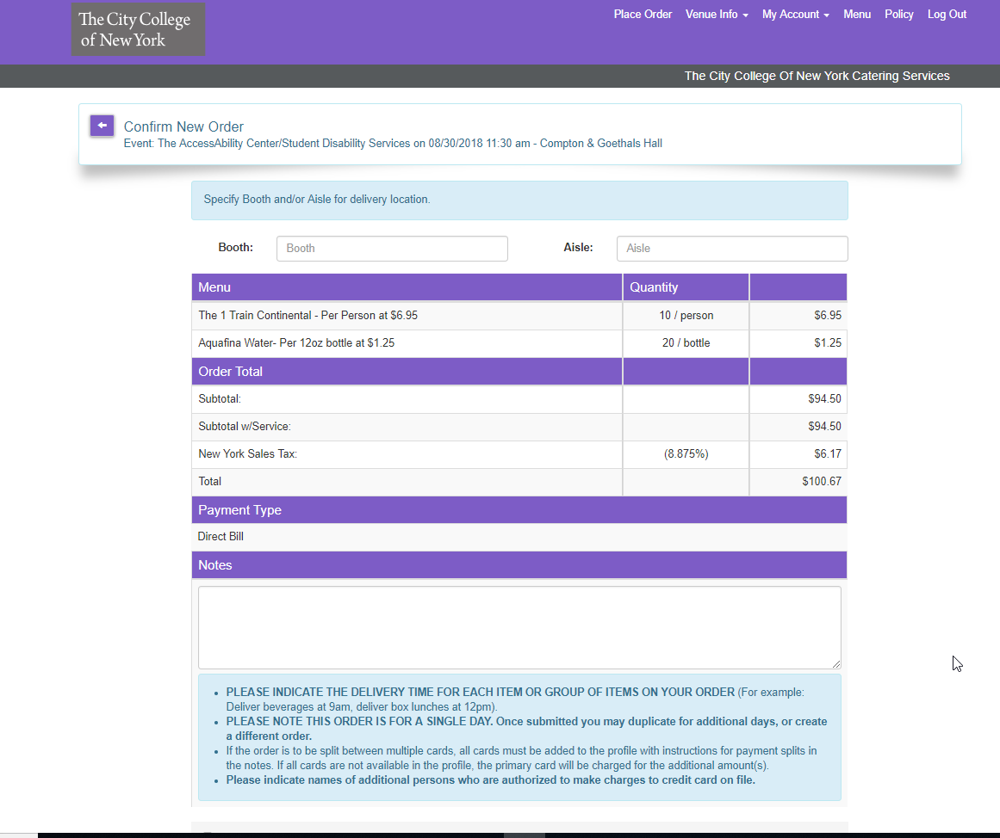 The City College
of New York
Place Order Venue Info My Account Menu Policy Log Out
The City College Of New York Catering Services
Confirm New Order
Event: The AccessAbility Center/Student Disability Services on 08/30/2018 11:30 am - Compton & Goethals Hall
Specify Booth and/or Aisle for delivery location.
Booth: Booth Aisle: Aisle
Menu Quantity
The 1 Train Continental - Per Person at $6.95 10 / person $6.95
Aquafina Water- Per 12oz bottle at $1.25 20 / bottle $1.25
Order Total
Subtotal: $94.50
Subtotal w/Service: $94.50
New York Sales Tax: (8.875%) $6.17
Total $100.67
Payment Type
Direct Bill
Notes
• PLEASE INDICATE THE DELIVERY TIME FOR EACH ITEM OR GROUP OF ITEMS ON YOUR ORDER (For example:
Deliver beverages at 9am, deliver box lunches at 12pm).
• PLEASE NOTE THIS ORDER IS FOR A SINGLE DAY. Once submitted you may duplicate for additional days, or create
a different order.
• If the order is to be split between multiple cards, all cards must be added to the profile with instructions for payment splits in
the notes. If all cards are not available in the profile, the primary card will be charged for the additional amount(s).
• Please indicate names of additional persons who are authorized to make charges to credit card on file.